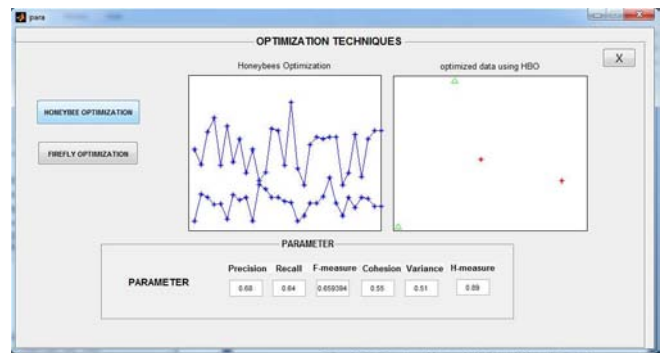 para
OPTIMIZATION TECHNIQUES
X
Honeybees Optimization
optimized data using HBO
HONEYBEE OPTIMIZATION
FIREFLY OPTIMIZATION
PARAMETER
Precision Recall F-measure Cohesion Variance H-measure
PARAMETER
0.68 0.64 0.659394 0.55 0.51 0.89